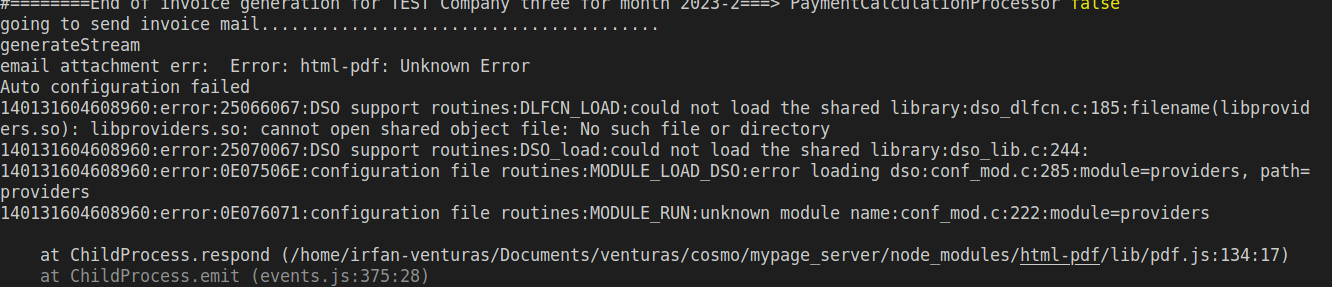 #========End of invoice generation for TEST Company three for month 2023-2===> PaymentCalculationProcessor false
going to send invoice mail........................................
generateStream
email attachment err:  Error: html-pdf: Unknown Error
Auto configuration failed
140131604608960:error:25066067:DSO support routines:DLFCN_LOAD:could not load the shared library:dso_dlfcn.c:185:filename(libprovid
ers.so): libproviders.so: cannot open shared object file: No such file or directory
140131604608960:error:25070067:DSO support routines:DSO_load:could not load the shared library:dso_lib.c:244:
140131604608960:error:0E07506E:configuration file routines:MODULE_LOAD_DSO:error loading dso:conf_mod.c:285:module=providers, path=
providers
140131604608960:error:0E076071:configuration file routines:MODULE_RUN:unknown module name:conf_mod.c:222:module=providers
    at ChildProcess.respond (/home/irfan-venturas/Documents/venturas/cosmo/mypage_server/node_modules/html-pdf/lib/pdf.js:134:17)
    at ChildProcess.emit (events.js:375:28)